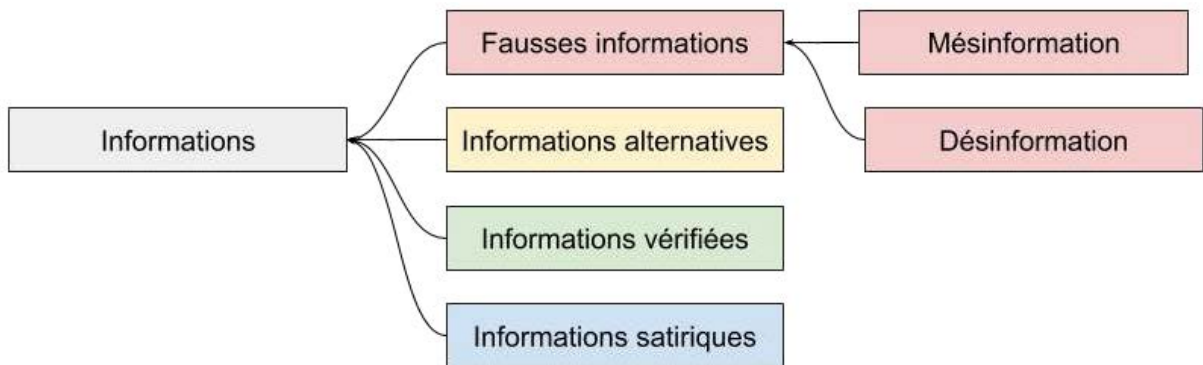 Fausses informations
Mésinformation
Informations
Informations alternatives
Désinformation
Informations vérifiées
Informations satiriques